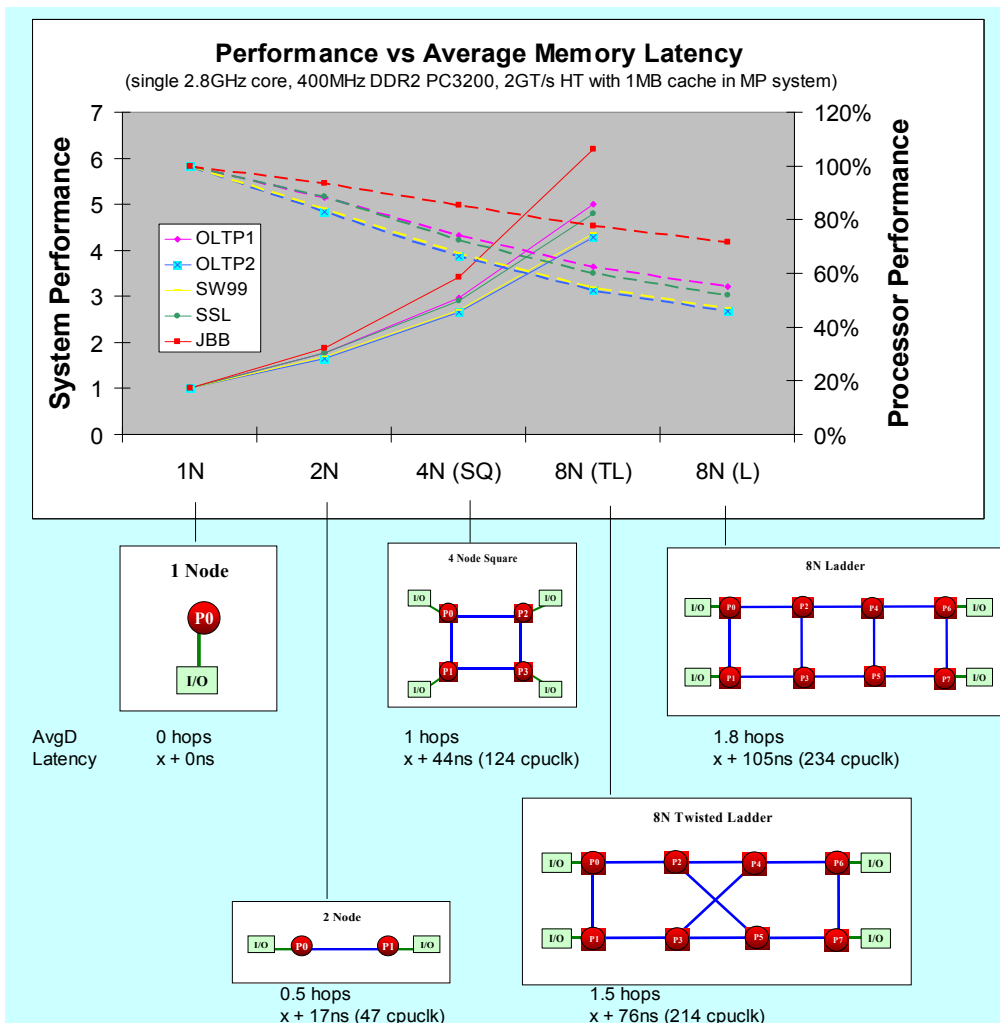 Performance vs Average Memory Latency
(single 2.8GHz core, 400MHz DDR2 PC3200, 2GT/s HT with 1MB cache in MP system)
System Performance
7
6
5
4
3
2
1
0
OLTP1
OLTP2
SW99
SSL
JBB
120%
100%
80%
60%
40%
20%
0%
Processor Performance
1N
2N
4N (SQ)
8N (TL)
8N (L)
1 Node
P0
I/O
4 Node Square
I/O
I/O
P0
P2
P1
P3
I/O
I/O
8N Ladder
I/O
P0
P2
P4
P6
I/O
I/O
P1
P3
P5
P7
I/O
AvgD
Latency
0 hops
x + 0ns
1 hops
x + 44ns (124 cpuclk)
1.8 hops
x + 105ns (234 cpuclk)
2 Node
I/O
P0
P1
I/O
0.5 hops
x + 17ns (47 cpuclk)
8N Twisted Ladder
I/O
P0
P2
P4
P6
I/O
I/O
P1
P3
P5
P7
I/O
1.5 hops
x + 76ns (214 cpuclk)